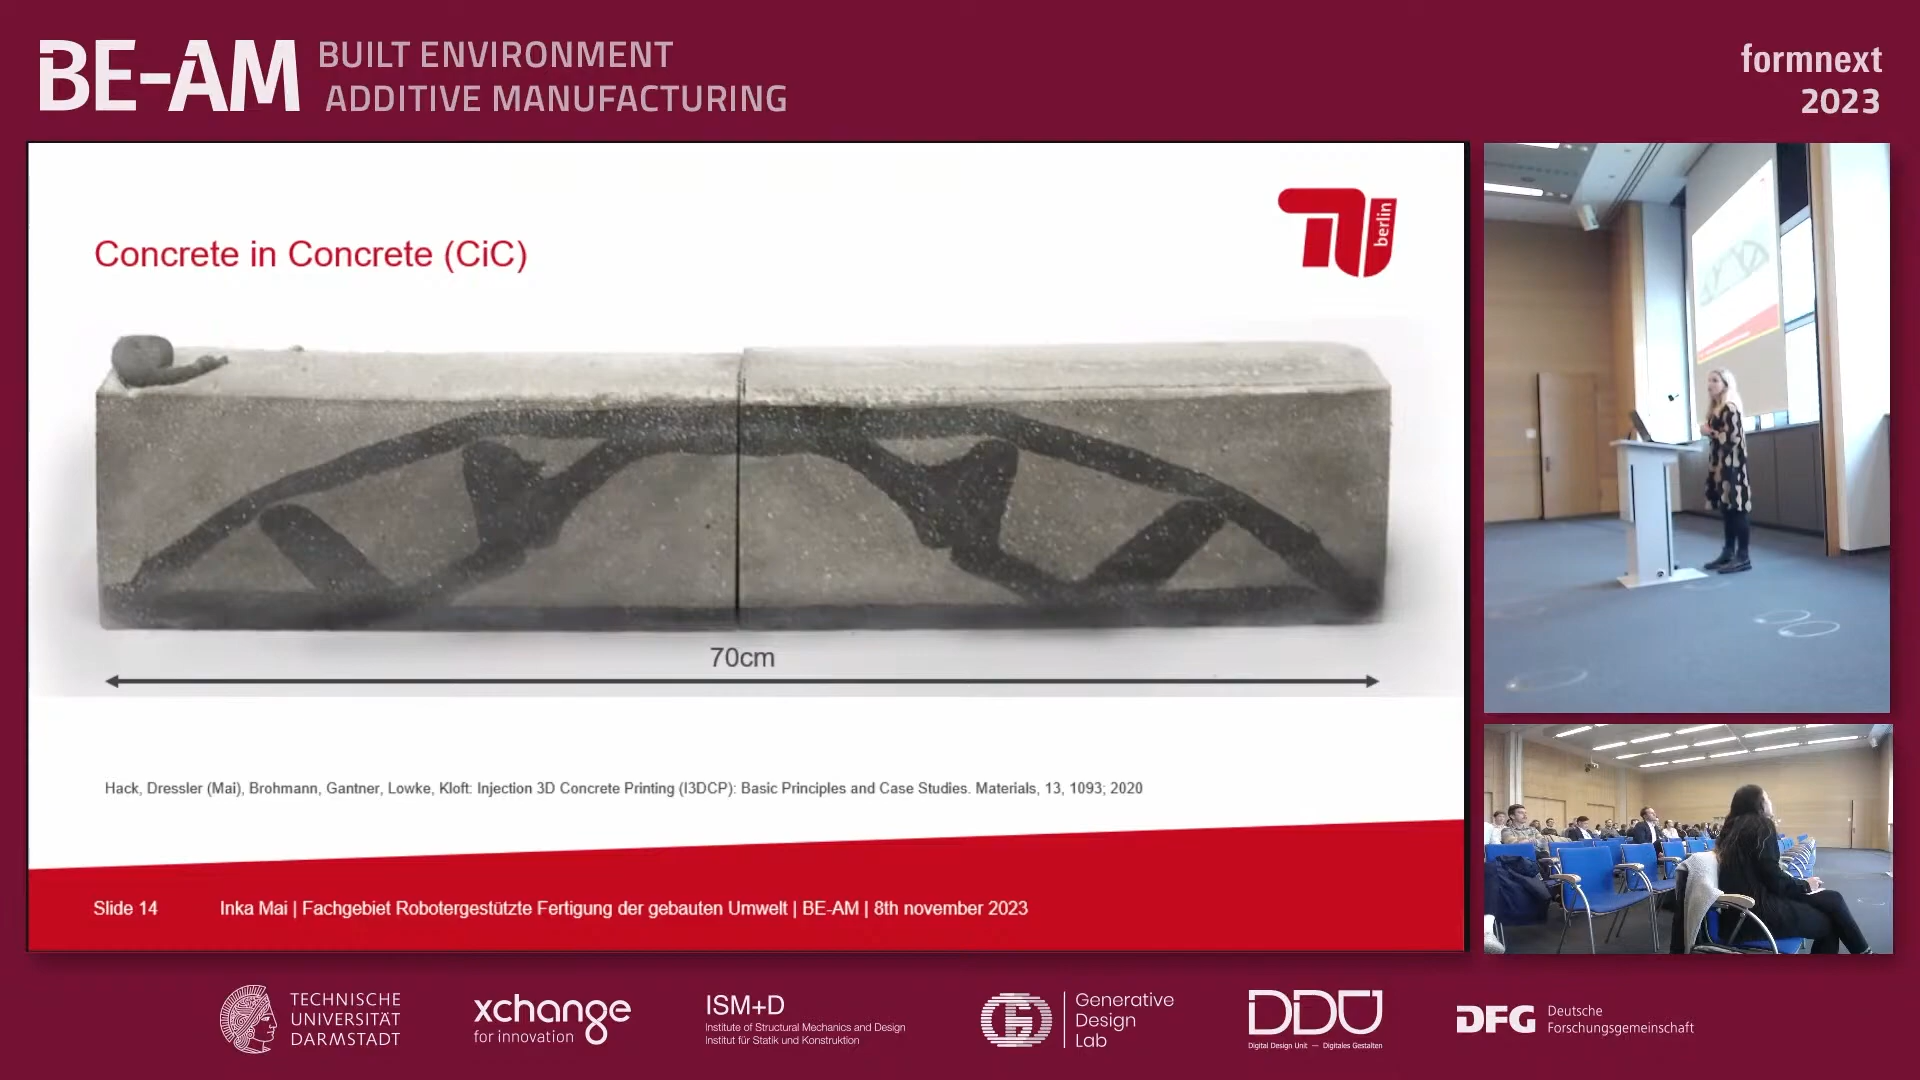 BE-AM
BUILT ENVIRONMENT
ADDITIVE MANUFACTURING
formnext
2023
Concrete in Concrete (CiC)
berlin
70cm
Hack, Dressler (Mai), Brohmann, Gantner, Lowke, Kloft: Injection 3D Concrete Printing (I3DCP): Basic Principles and Case Studies. Materials, 13, 1093; 2020
Slide 14
Inka Mai | Fachgebiet Robotergestützte Fertigung der gebauten Umwelt | BE-AM | 8th november 2023
TECHNISCHE
UNIVERSITÄT
DARMSTADT
xchange
for innovation
ISM+D
Institute of Structural Mechanics and Design
Institut für Statik und Konstruktion
Generative
Design
Lab
DDU
Digital Design Unit — Digitales Gestalten
DFG
Deutsche
Forschungsgemeinschaft